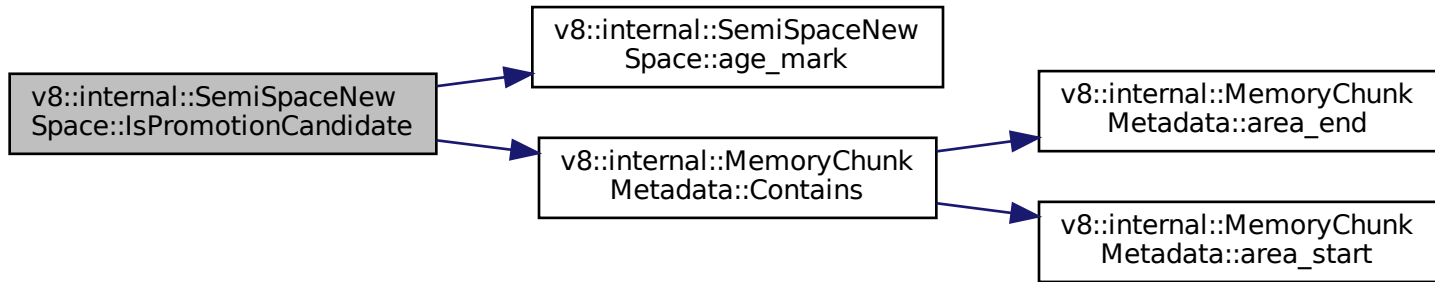 v8::internal::SemiSpaceNew
Space::IsPromotionCandidate
v8::internal::SemiSpaceNew
Space::age_mark
v8::internal::MemoryChunk
Metadata::Contains
v8::internal::MemoryChunk
Metadata::area_end
v8::internal::MemoryChunk
Metadata::area_start